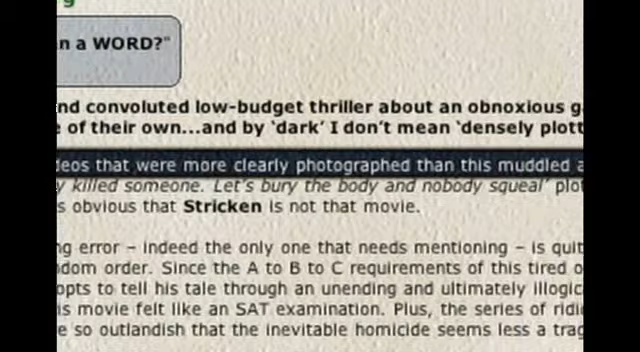 n a WORD?"
nd convoluted low-budget thriller about an obnoxious g
e of their own...and by 'dark' I don't mean 'densely plott
deos that were more clearly photographed than this muddled a
y killed someone. Let's bury the body and nobody squeal' plo
s obvious that Stricken is not that movie.
ng error – indeed the only one that needs mentioning – is quit
ndom order. Since the A to B to C requirements of this tired o
opts to tell his tale through an unending and ultimately illogic
is movie felt like an SAT examination. Plus, the series of ridi
e so outlandish that the inevitable homicide seems less a trag